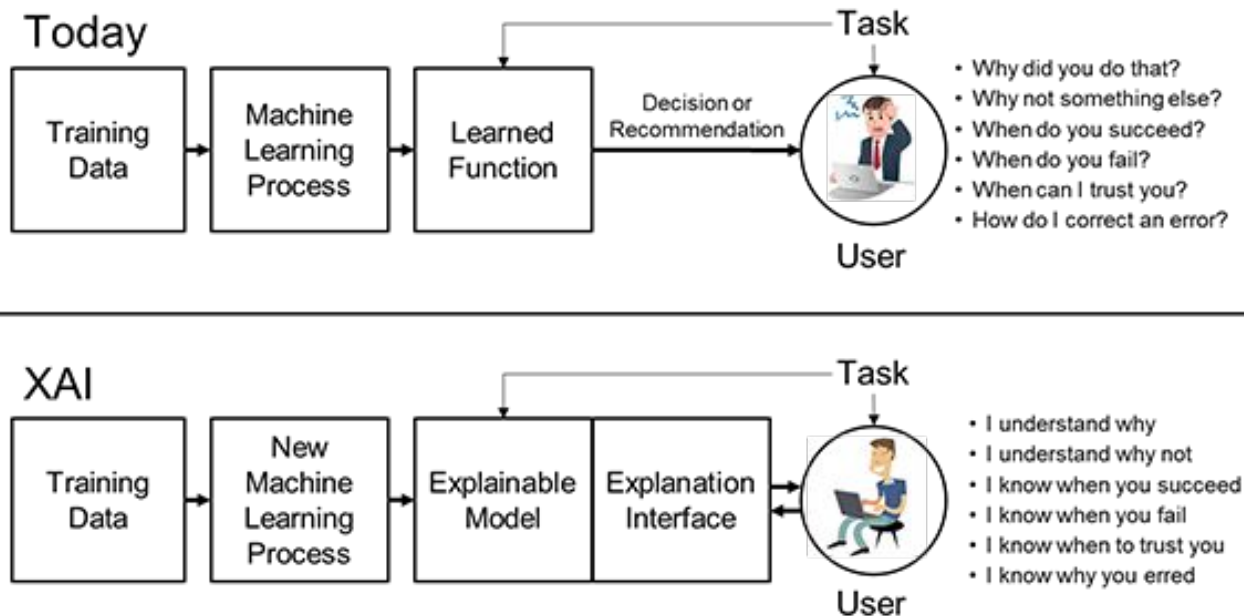 Today
Task
Training
Data
Machine
Learning
Process
Learned
Function
Decision or
Recommendation
• Why did you do that?
• Why not something else?
• When do you succeed?
• When do you fail?
• When can I trust you?
• How do I correct an error?
User
XAI
Task
Training
Data
New
Machine
Learning
Process
Explainable
Model
Explanation
Interface
• I understand why
• I understand why not
• I know when you succeed
• I know when you fail
• I know when to trust you
• I know why you erred
User